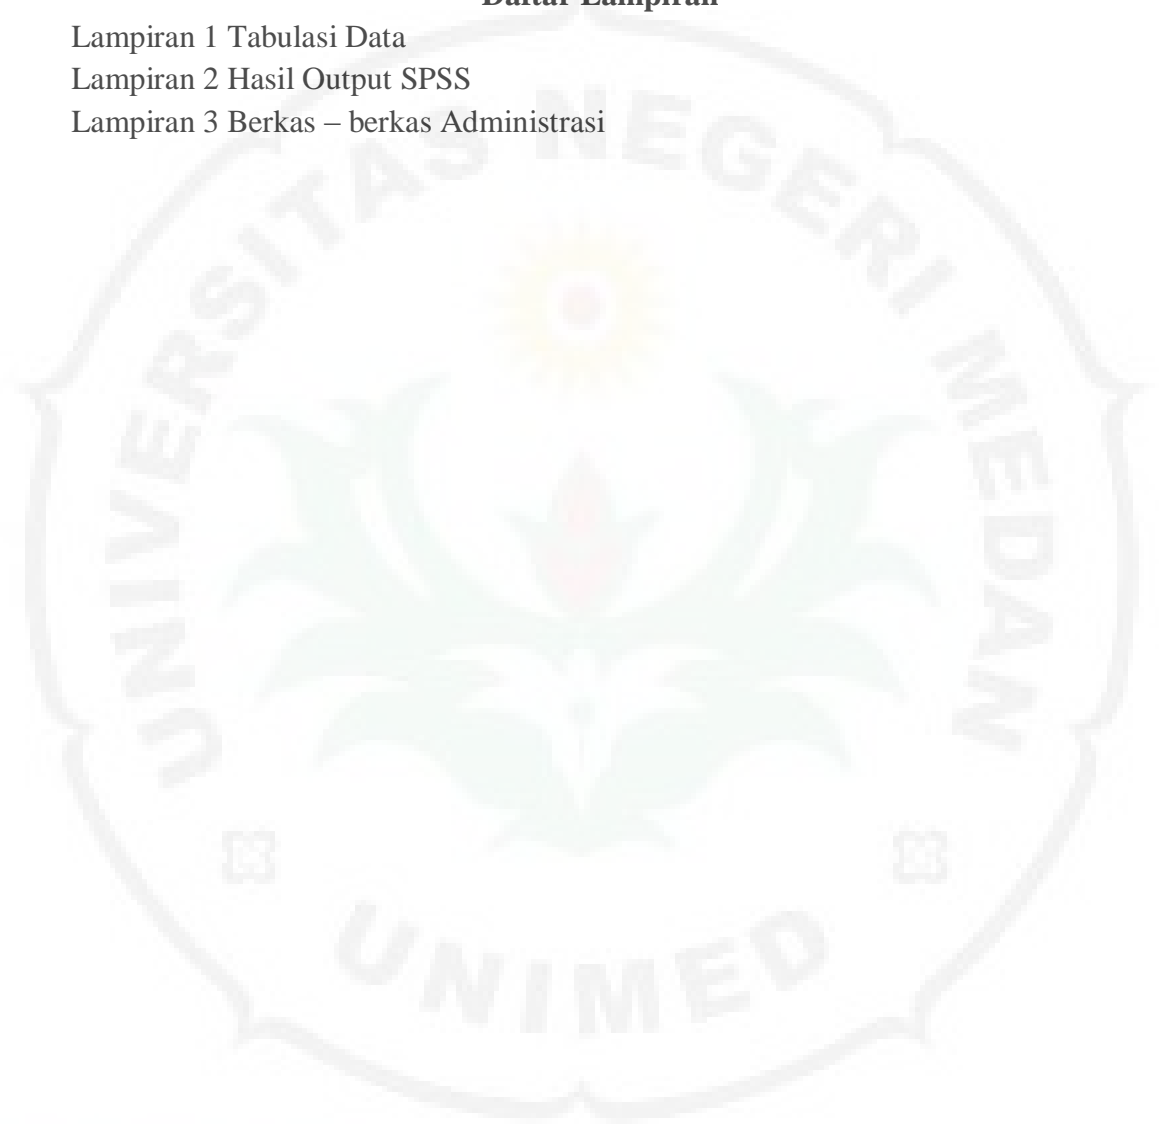 Daftar Lampiran
Lampiran 1 Tabulasi Data
Lampiran 2 Hasil Output SPSS
Lampiran 3 Berkas – berkas Administrasi
UNIVERSITAS NEGERI MEDAN
UNIMED